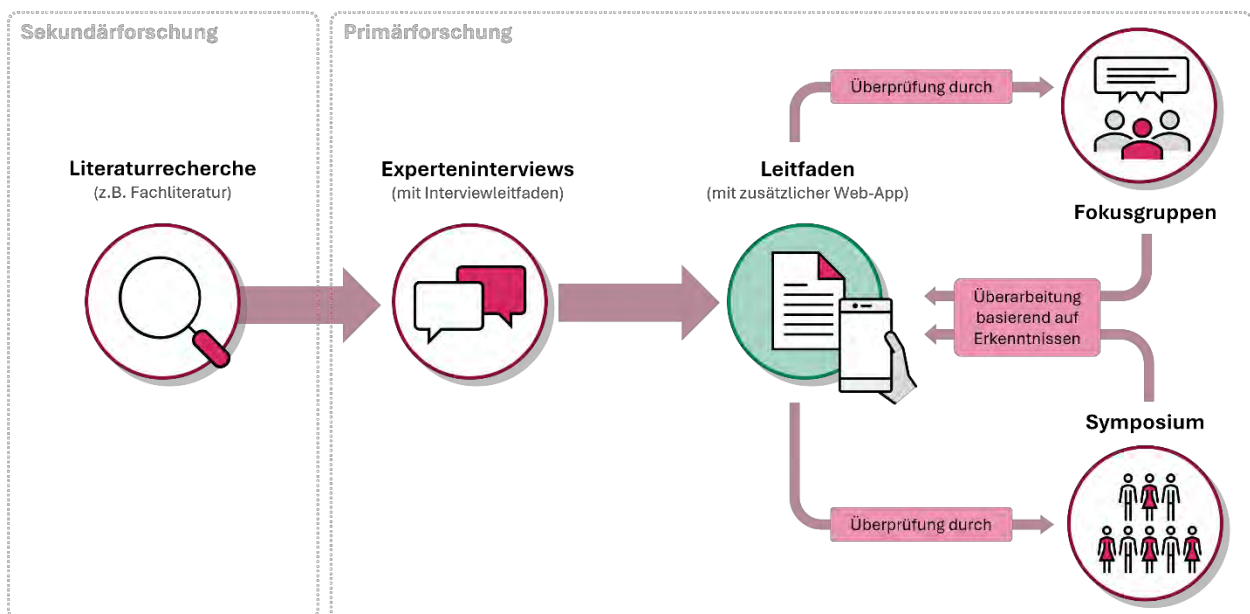 Sekundärforschung
Primärforschung
Literaturrecherche
(z.B. Fachliteratur)
Experteninterviews
(mit Interviewleitfaden)
Leitfaden
(mit zusätzlicher Web-App)
Überprüfung durch
Fokusgruppen
Überarbeitung
basierend auf
Erkenntnissen
Symposium
Überprüfung durch